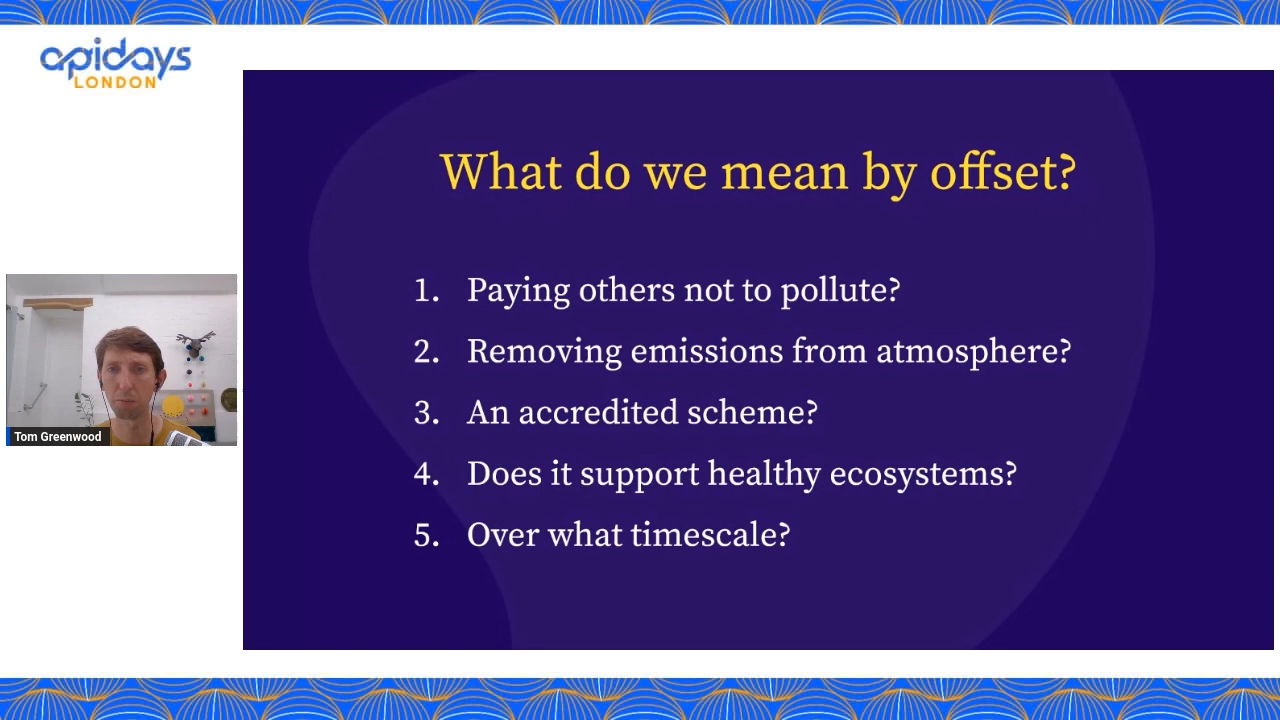 apidays
LONDON
What do we mean by offset?
1. Paying others not to pollute?
2. Removing emissions from atmosphere?
3. An accredited scheme?
4. Does it support healthy ecosystems?
5. Over what timescale?
Tom Greenwood